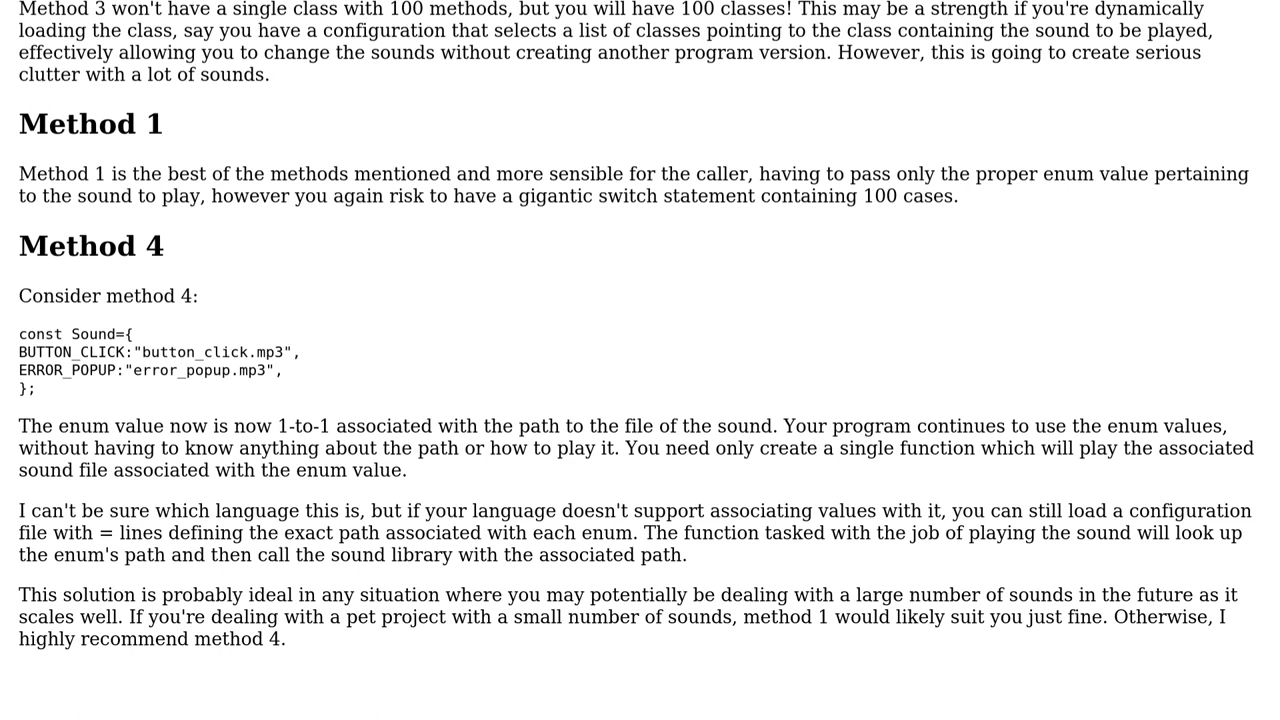 Method 3 won't have a single class with 100 methods, but you will have 100 classes! This may be a strength if you're dynamically
loading the class, say you have a configuration that selects a list of classes pointing to the class containing the sound to be played,
effectively allowing you to change the sounds without creating another program version. However, this is going to create serious
clutter with a lot of sounds.
Method 1
Method 1 is the best of the methods mentioned and more sensible for the caller, having to pass only the proper enum value pertaining
to the sound to play, however you again risk to have a gigantic switch statement containing 100 cases.
Method 4
Consider method 4:
const Sound={
BUTTON_CLICK:"button_click.mp3",
ERROR_POPUP:"error_popup.mp3",
};
The enum value now is now 1-to-1 associated with the path to the file of the sound. Your program continues to use the enum values,
without having to know anything about the path or how to play it. You need only create a single function which will play the associated
sound file associated with the enum value.
I can't be sure which language this is, but if your language doesn't support associating values with it, you can still load a configuration
file with = lines defining the exact path associated with each enum. The function tasked with the job of playing the sound will look up
the enum's path and then call the sound library with the associated path.
This solution is probably ideal in any situation where you may potentially be dealing with a large number of sounds in the future as it
scales well. If you're dealing with a pet project with a small number of sounds, method 1 would likely suit you just fine. Otherwise, I
highly recommend method 4.